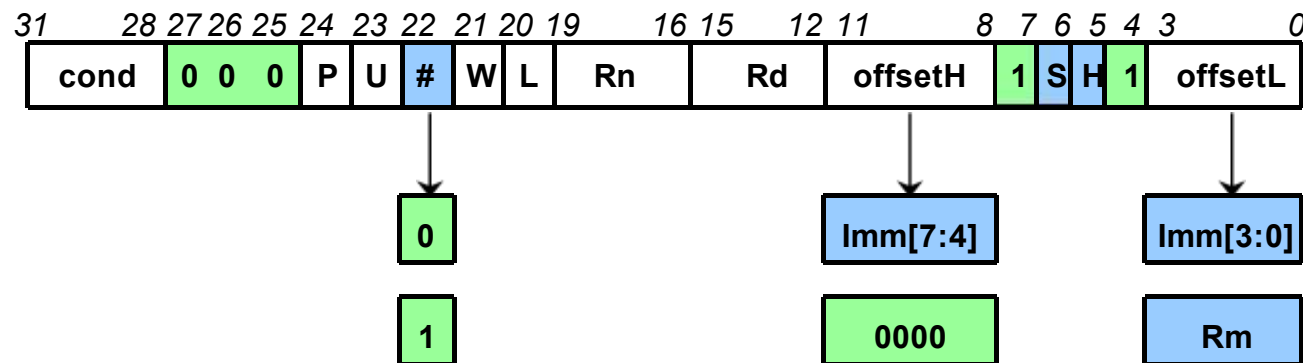 31 28 27 26 25 24 23 22 21 20 19 16 15 12 11 8 7 6 5 4 3 0
cond 0 0 0 P U # W L Rn Rd offsetH 1 S H 1 offsetL
0 Imm[7:4] Imm[3:0]
1 0000 Rm